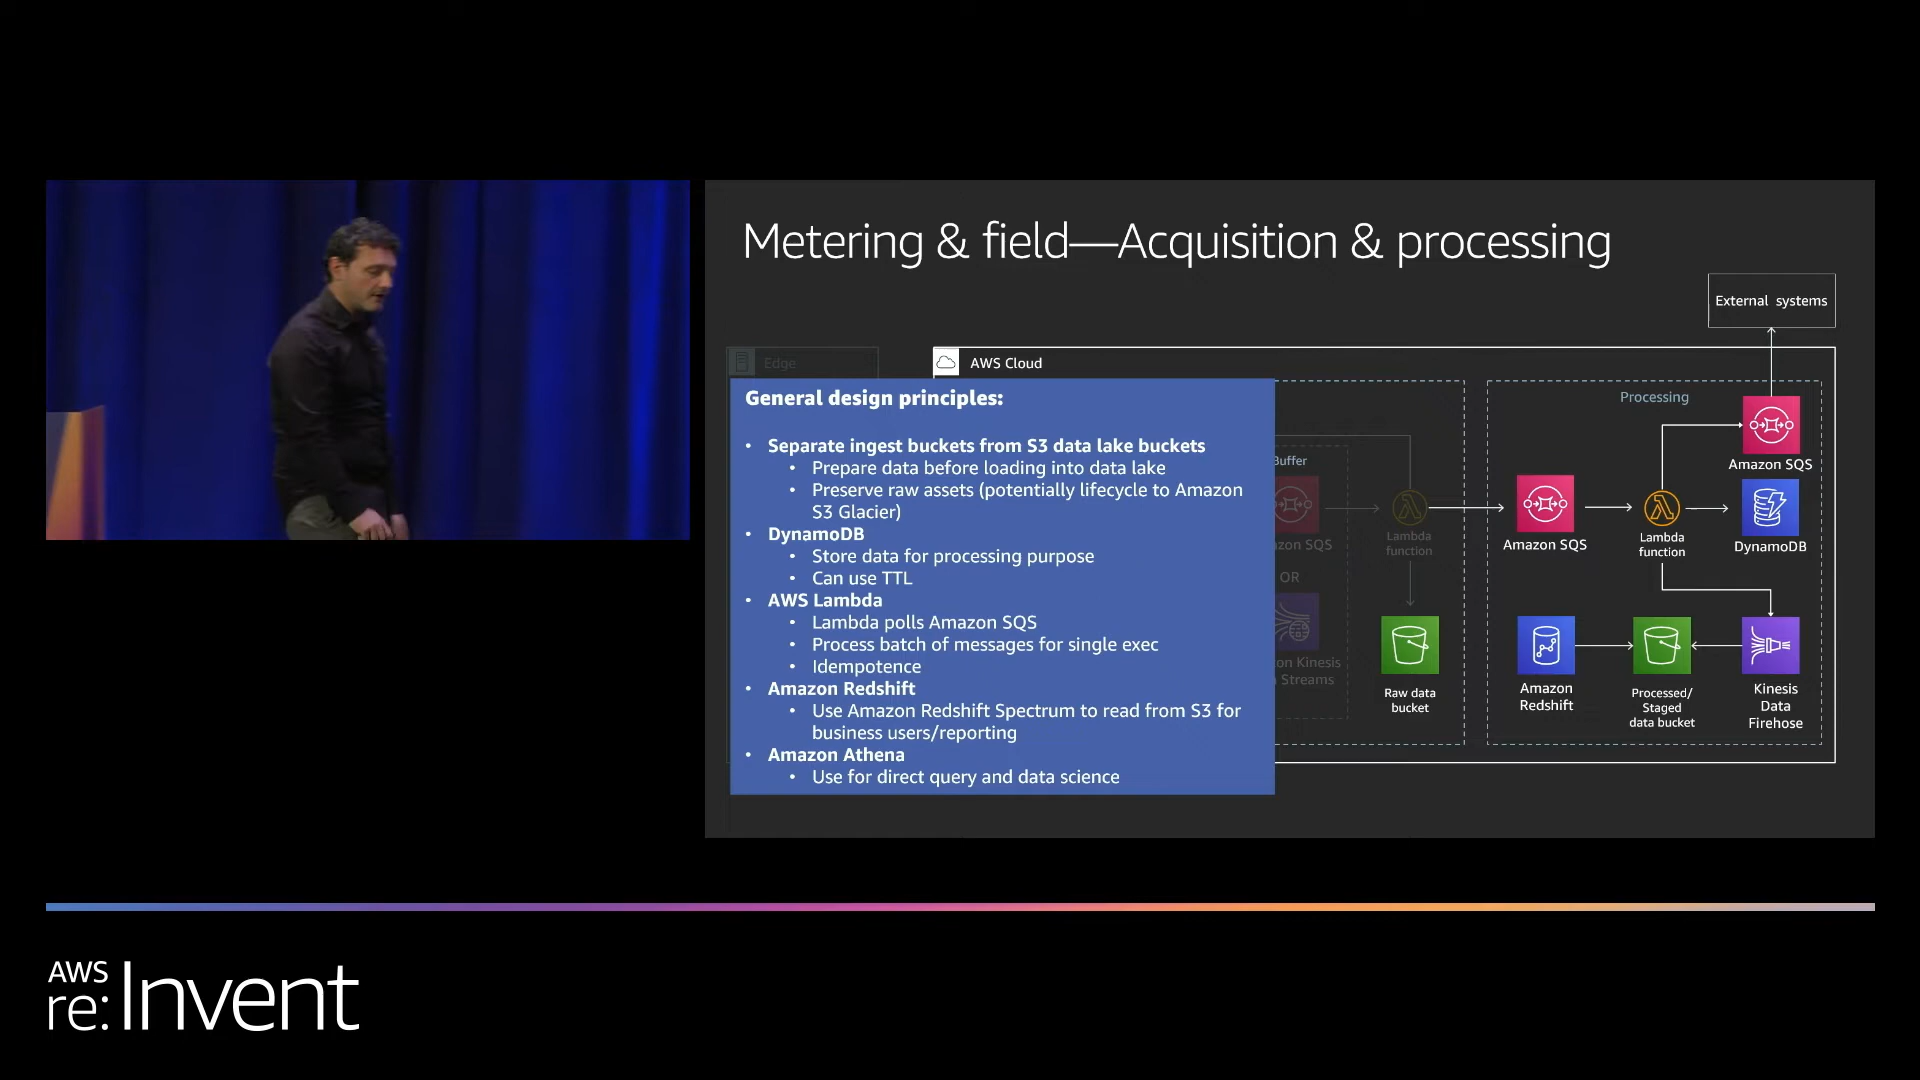 Metering & field—Acquisition & processing
External systems
Edge
AWS Cloud
General design principles:
• Separate ingest buckets from S3 data lake buckets
• Prepare data before loading into data lake
• Preserve raw assets (potentially lifecycle to Amazon
S3 Glacier)
• DynamoDB
• Store data for processing purpose
• Can use TTL
• AWS Lambda
• Lambda polls Amazon SQS
• Process batch of messages for single exec
• Idempotence
• Amazon Redshift
• Use Amazon Redshift Spectrum to read from S3 for
business users/reporting
• Amazon Athena
• Use for direct query and data science
Buffer
SQS
OR
Kinesis
Streams
Lambda
function
Raw data
bucket
Processing
Amazon SQS
Amazon SQS
Lambda
function
DynamoDB
Amazon
Redshift
Processed/
Staged
data bucket
Kinesis
Data
Firehose
AWS
re:Invent